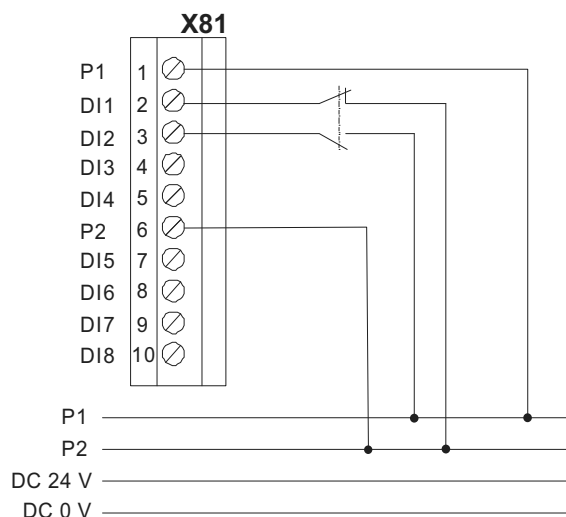 X81
P1 1
DI1 2
DI2 3
DI3 4
DI4 5
P2 6
DI5 7
DI6 8
DI7 9
DI8 10
P1
P2
DC 24 V
DC 0 V